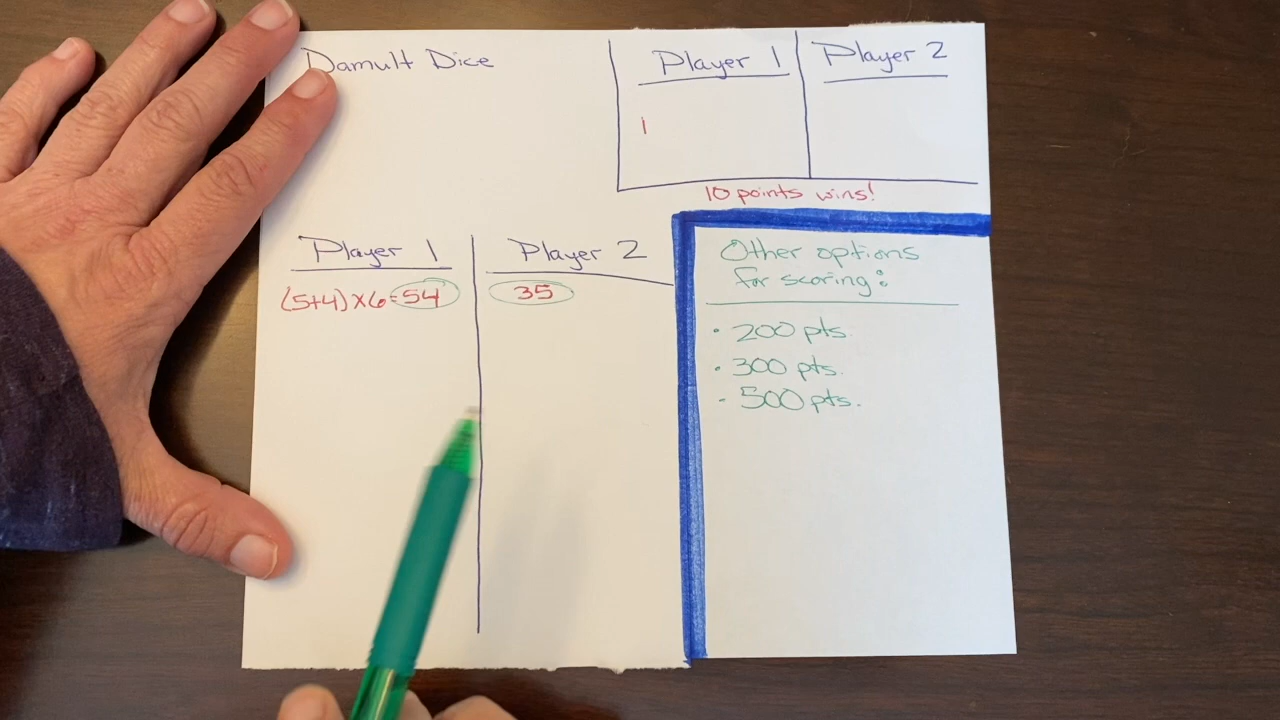 Damult Dice
Player 1
Player 2
1
10 points wins!
Player 1
Player 2
(5+4)×6=54
35
Other options
for scoring:
• 200 pts.
• 300 pts.
• 500 pts.